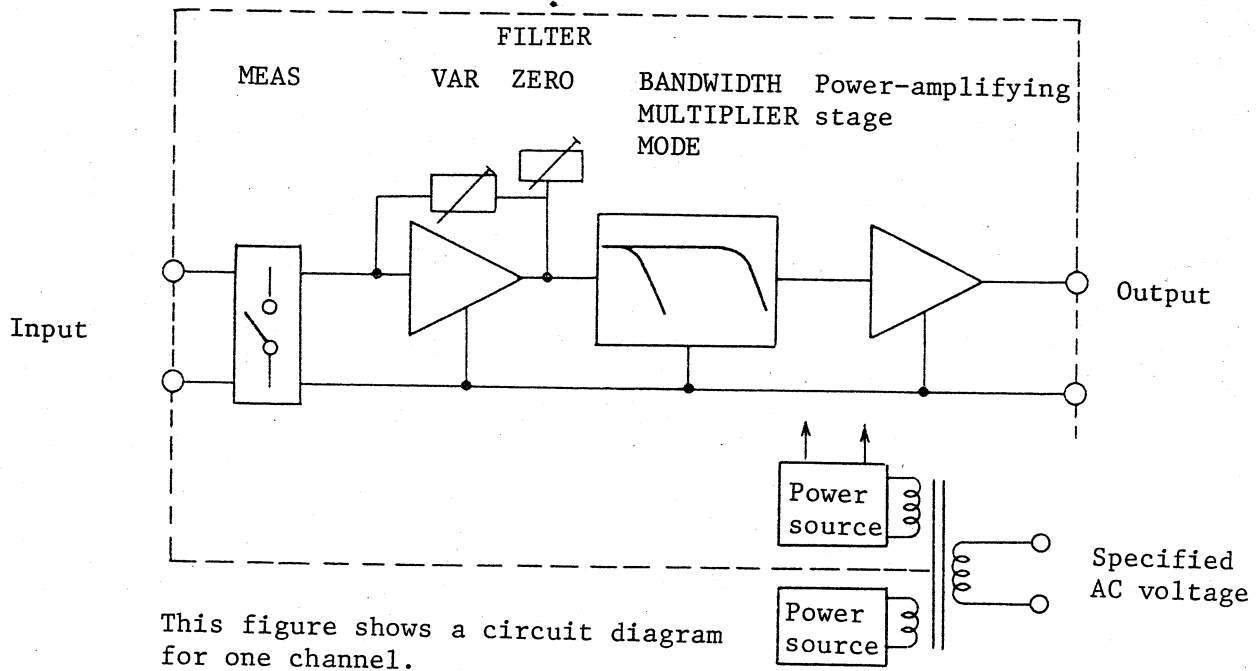 FILTER
MEAS VAR ZERO BANDWIDTH Power-amplifying
MULTIPLIER stage
MODE
Input
Output
Power
source
Specified
AC voltage
Power
source
This figure shows a circuit diagram
for one channel.